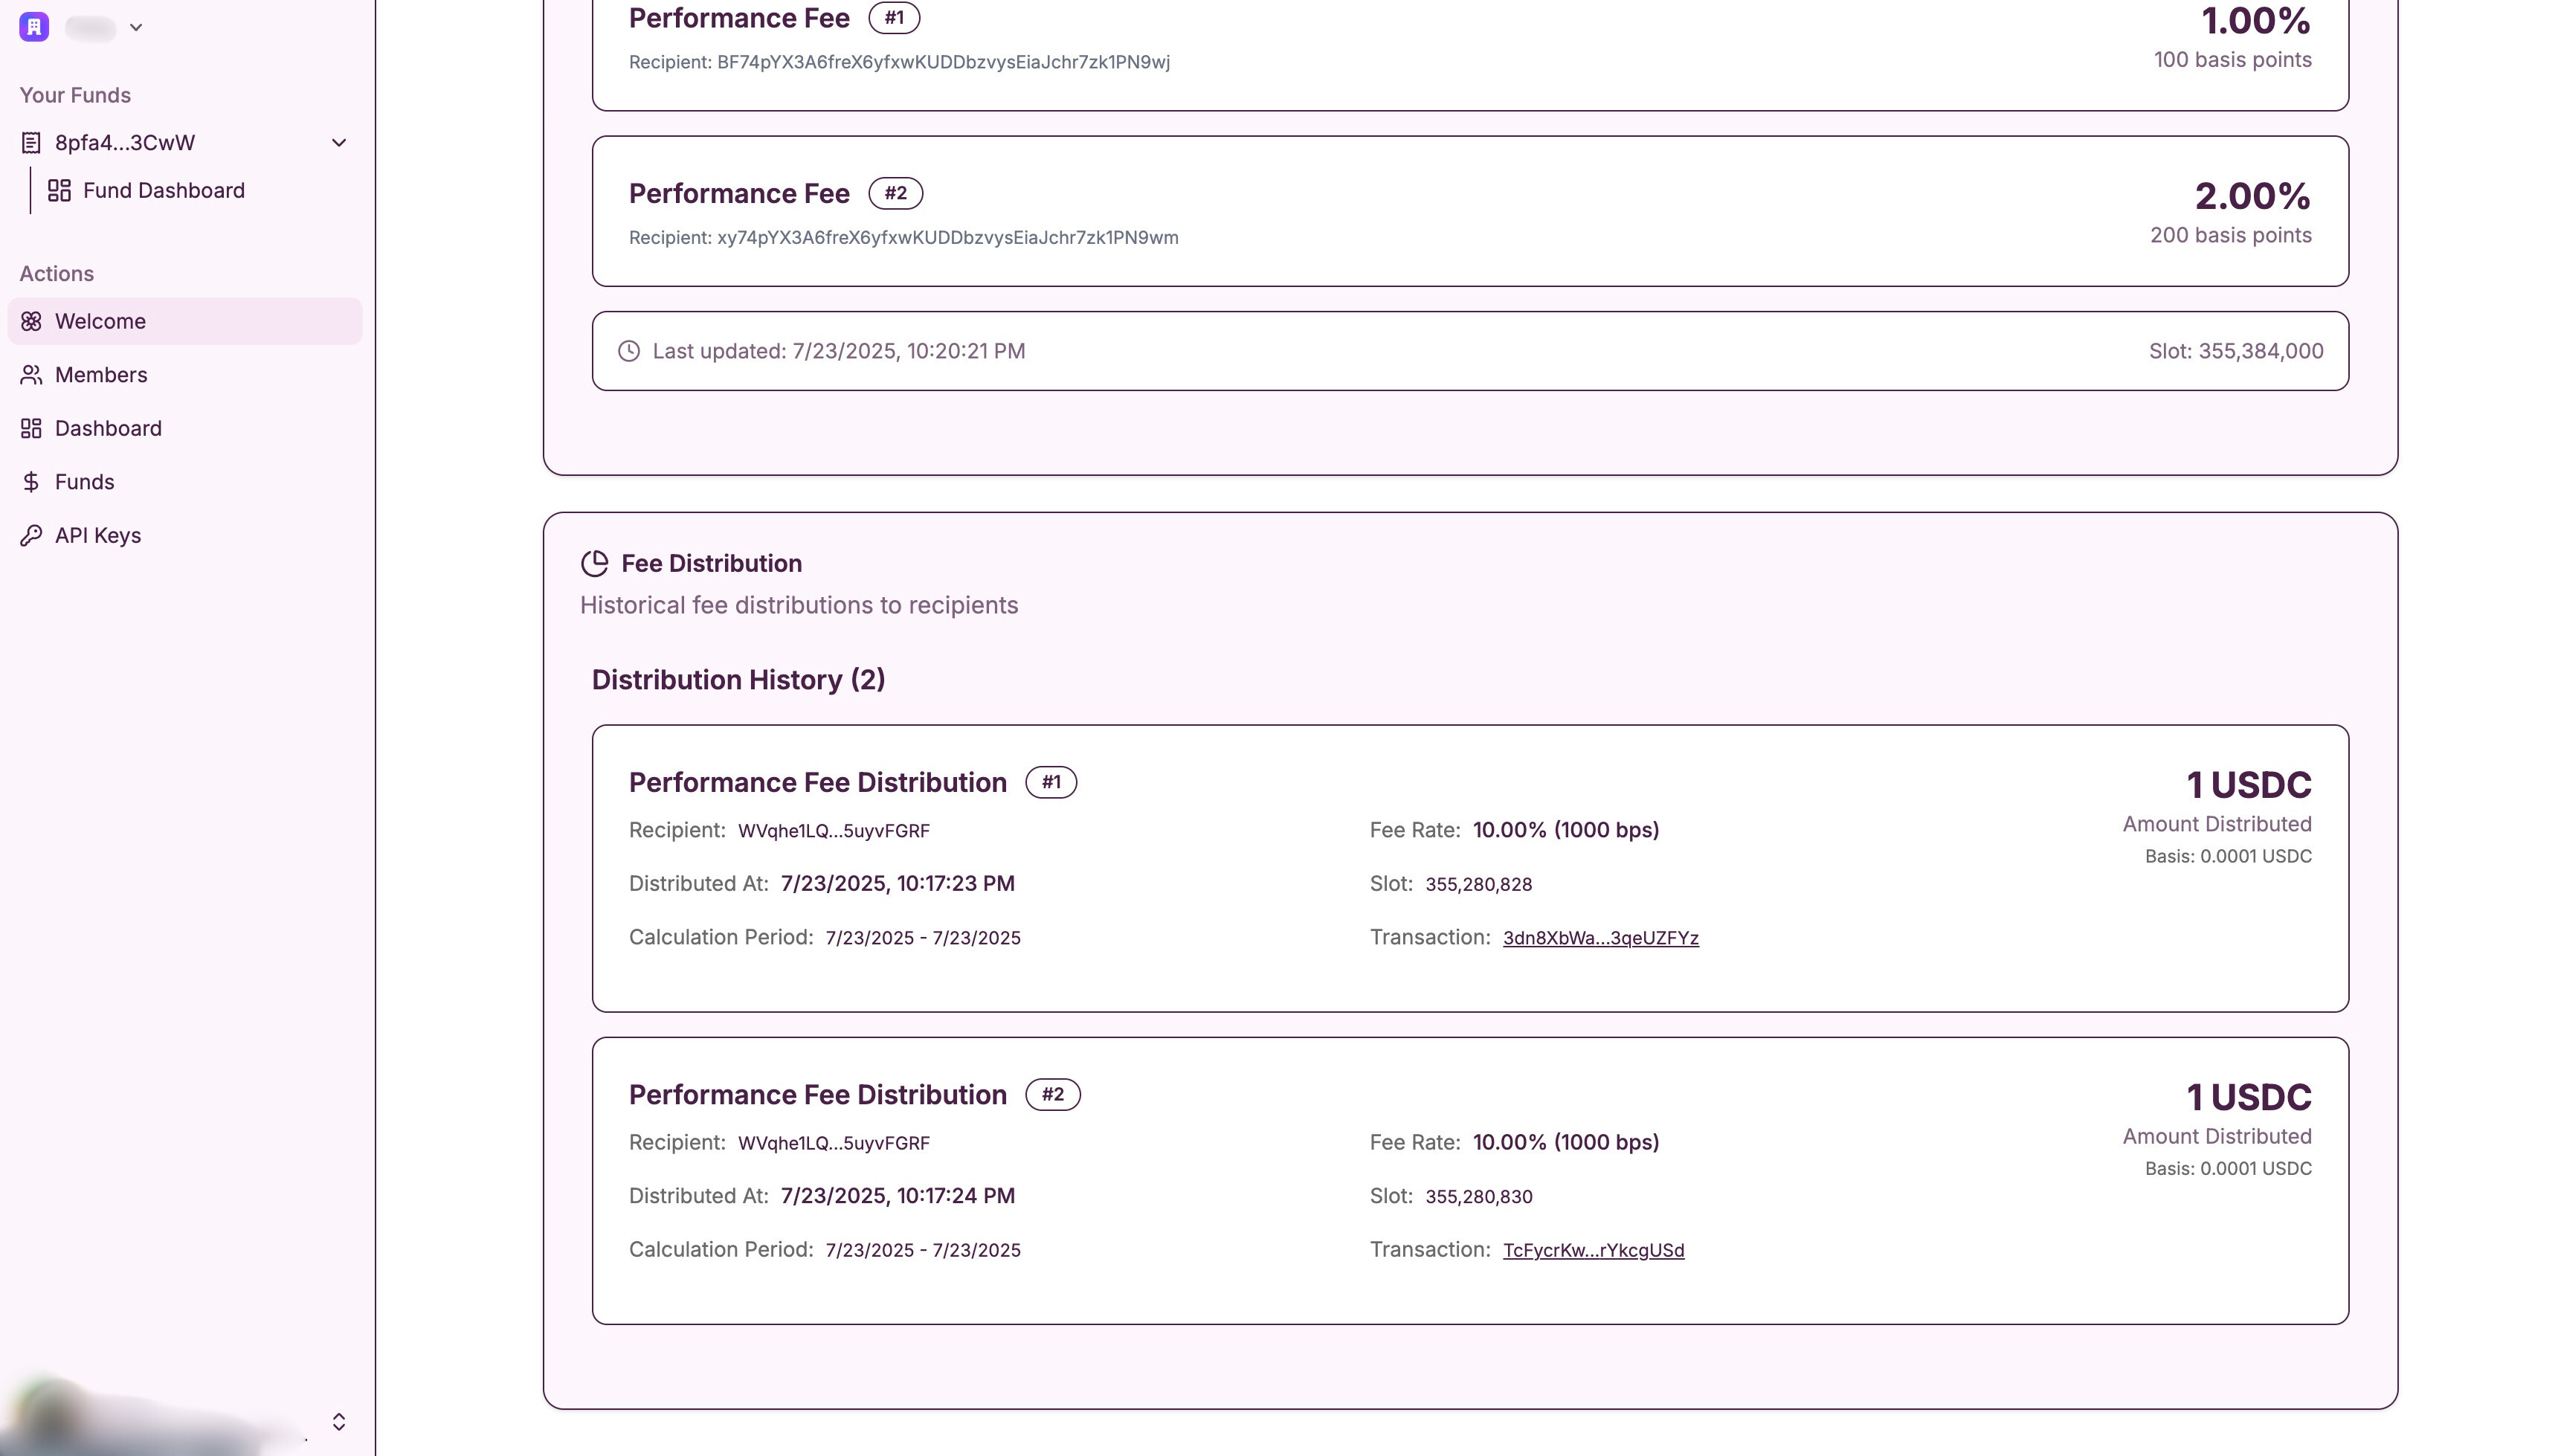 Your Funds
8pfa4...3CwW
Fund Dashboard
Actions
Welcome
Members
Dashboard
Funds
API Keys
Performance Fee #1
1.00%
Recipient: BF74pYX3A6freX6yfxwKUDDbzvysEiaJchr7zk1PN9wj
100 basis points
Performance Fee #2
2.00%
Recipient: xy74pYX3A6freX6yfxwKUDDbzvysEiaJchr7zk1PN9wm
200 basis points
Last updated: 7/23/2025, 10:20:21 PM
Slot: 355,384,000
Fee Distribution
Historical fee distributions to recipients
Distribution History (2)
Performance Fee Distribution #1
1 USDC
Recipient: WVqhe1LQ...5uyvFGRF
Fee Rate: 10.00% (1000 bps)
Amount Distributed
Basis: 0.0001 USDC
Distributed At: 7/23/2025, 10:17:23 PM
Slot: 355,280,828
Calculation Period: 7/23/2025 - 7/23/2025
Transaction: 3dn8XbWa...3qeUZFYz
Performance Fee Distribution #2
1 USDC
Recipient: WVqhe1LQ...5uyvFGRF
Fee Rate: 10.00% (1000 bps)
Amount Distributed
Basis: 0.0001 USDC
Distributed At: 7/23/2025, 10:17:24 PM
Slot: 355,280,830
Calculation Period: 7/23/2025 - 7/23/2025
Transaction: TcFycrKw...rYkcgUSd